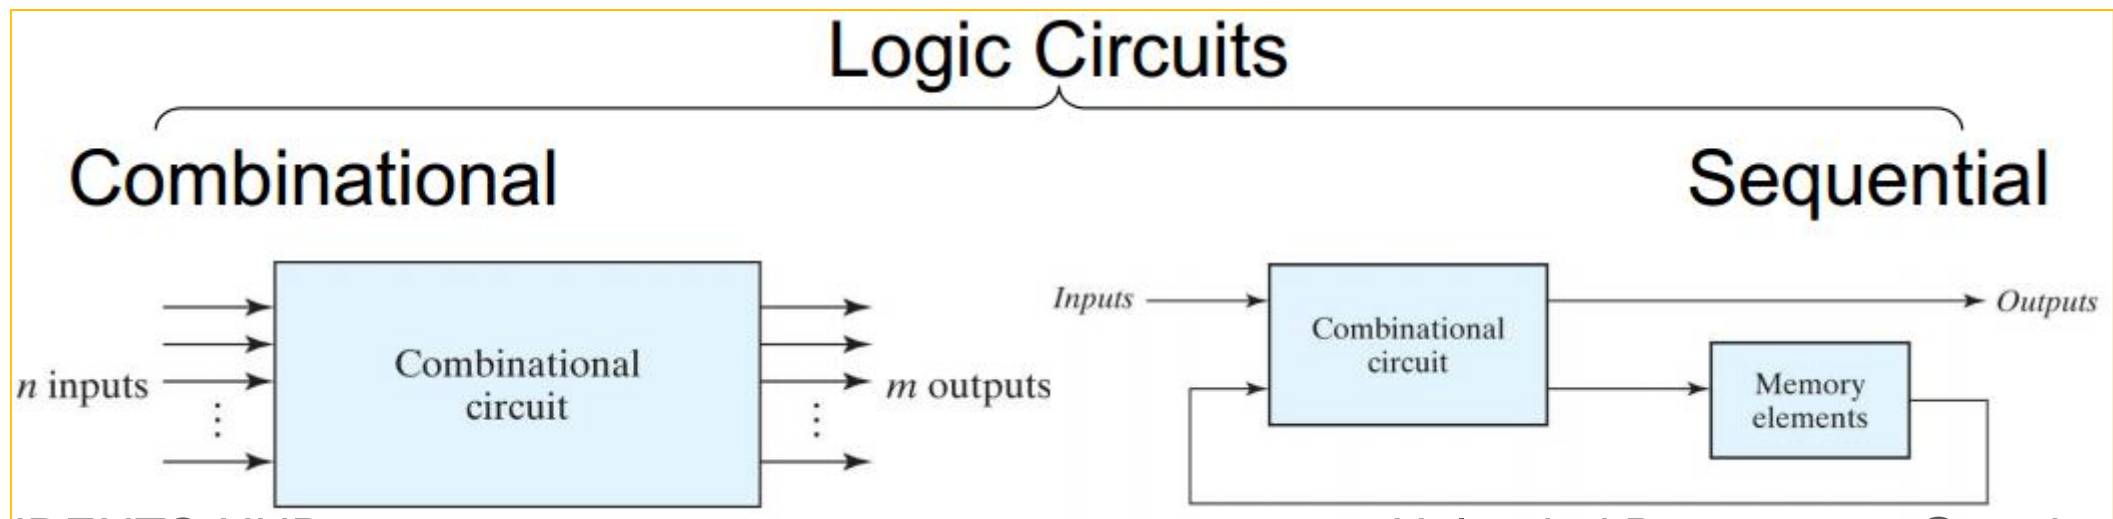 Logic Circuits
Combinational
Sequential
n inputs
Combinational
circuit
m outputs
Inputs
Combinational
circuit
Outputs
Memory
elements